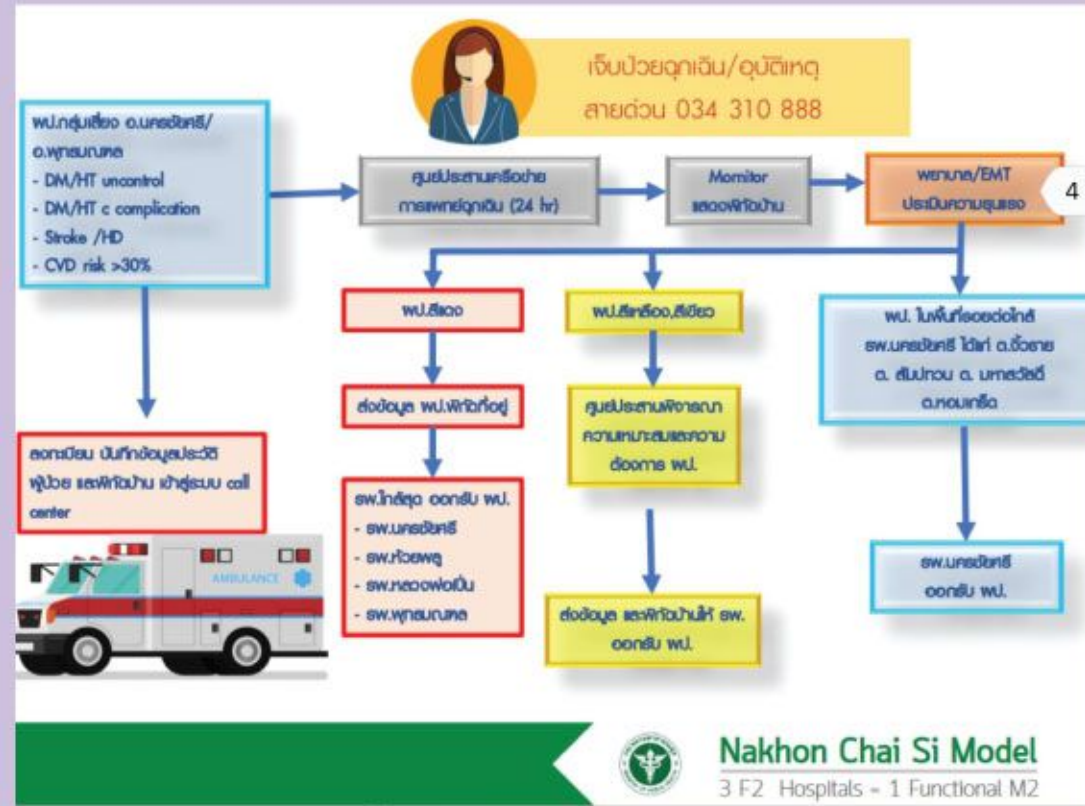 เจ็บป่วยฉุกเฉิน/อุบัติเหตุ
สายด่วน 034 310 888
ผป.กลุ่มเสี่ยง อ.นครชัยศรี/
อ.พุทธมณฑล
- DM/HT uncontrol
- DM/HT c complication
- Stroke /HD
- CVD risk >30%
ศูนย์ประสานเครือข่าย
การแพทย์ฉุกเฉิน (24 hr)
Mornitor
แสดงพิกัดบ้าน
พยาบาล/EMT
ประเมินความรุนแรง
4
ผป.สีแดง
ผป.สีเหลือง,สีเขียว
ผป. ในพื้นที่รอยต่อใกล้
รพ.นครชัยศรี ได้แก่ ต.งิ้วราย
ต. สัมปทวน ต. มหาสวัสดิ์
ต.หอมเกร็ด
ส่งข้อมูล ผป.พิกัดที่อยู่
ศูนย์ประสานพิจารณา
ความเหมาะสมและความ
ต้องการ ผป.
ลงทะเบียน บันทึกข้อมูลประวัติ
ผู้ป่วย และพิกัดบ้าน เข้าสู่ระบบ call
center
รพ.ใกล้สุด ออกรับ ผป.
- รพ.นครชัยศรี
- รพ.ห้วยพลู
- รพ.หลวงพ่อเปิ่น
- รพ.พุทธมณฑล
รพ.นครชัยศรี
ออกรับ ผป.
ส่งข้อมูล และพิกัดบ้านให้ รพ.
ออกรับ ผป.
AMBULANCE
Nakhon Chai Si Model
3 F2 Hospitals = 1 Functional M2